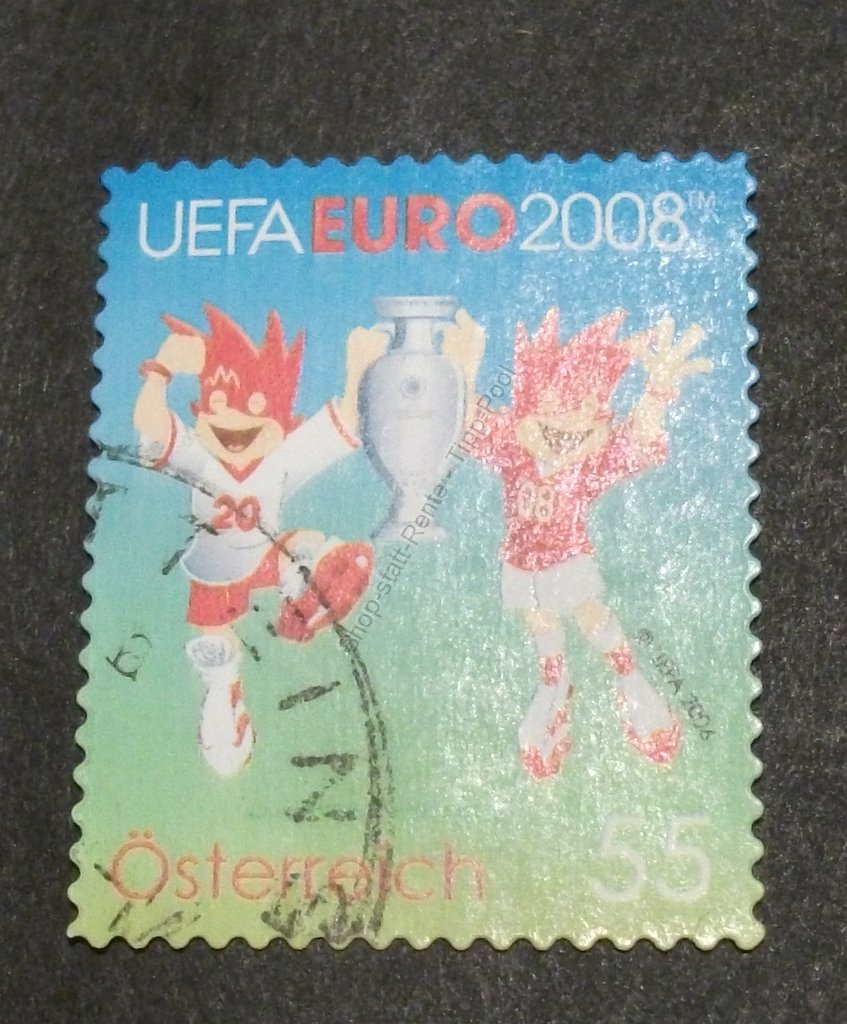 UEFA EURO 2008™
M
20
08
Shop-statt-Rente - Tipp-Pool
© UEFA 2006
Österreich
55